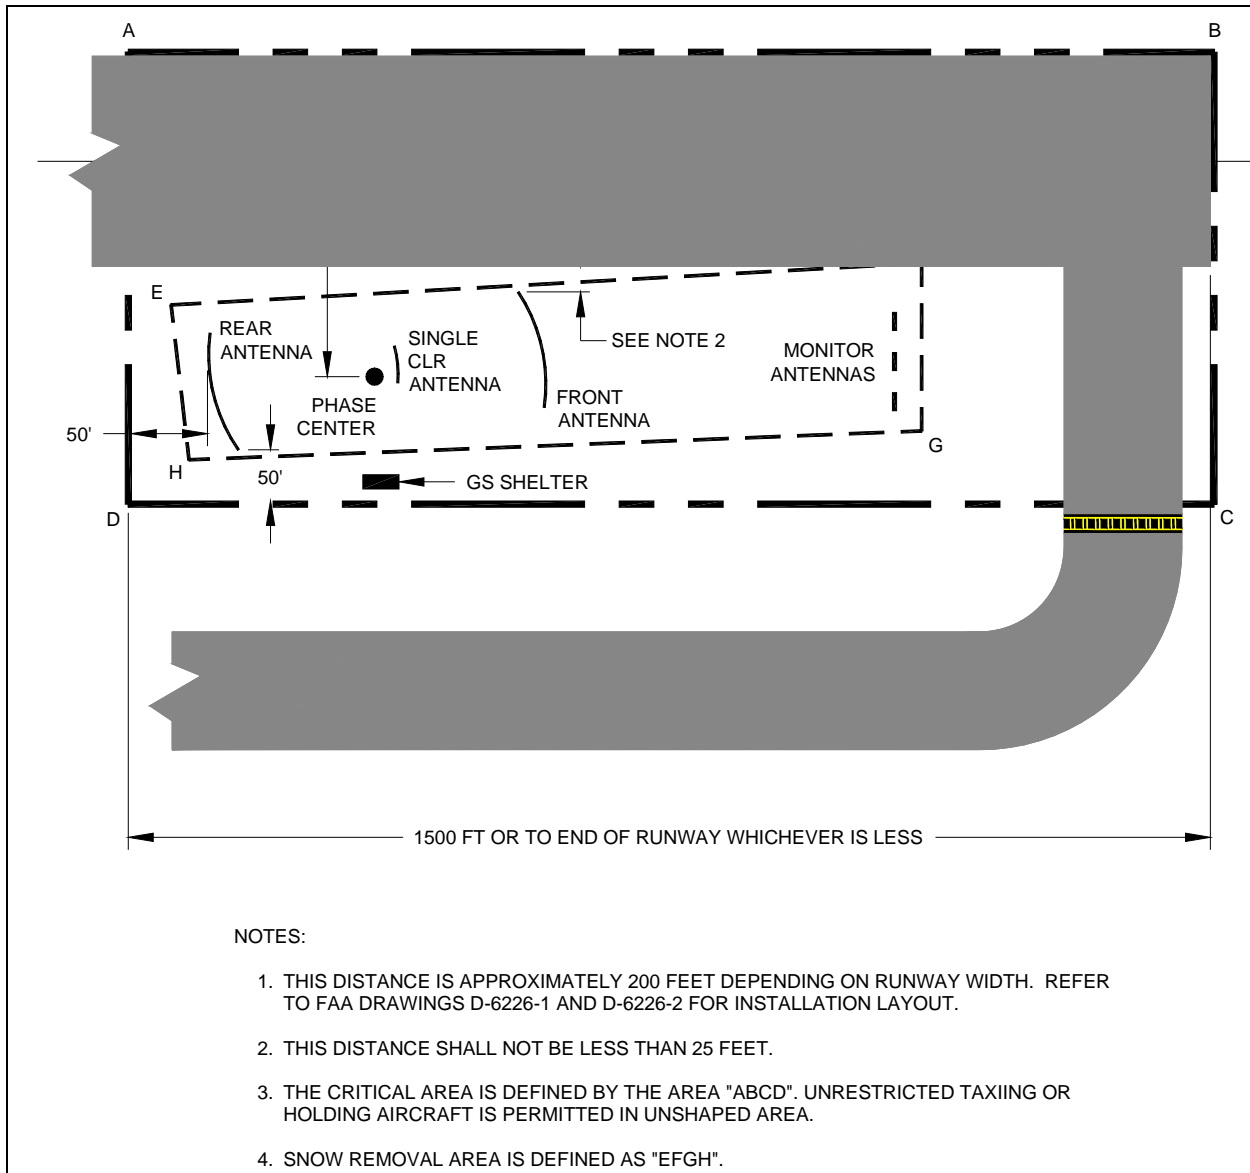 A
B
E
REAR
ANTENNA
SINGLE
CLR
ANTENNA
SEE NOTE 2
MONITOR
ANTENNAS
PHASE
CENTER
FRONT
ANTENNA
50'
H
50'
G
GS SHELTER
D
C
1500 FT OR TO END OF RUNWAY WHICHEVER IS LESS
NOTES:
1. THIS DISTANCE IS APPROXIMATELY 200 FEET DEPENDING ON RUNWAY WIDTH. REFER
TO FAA DRAWINGS D-6226-1 AND D-6226-2 FOR INSTALLATION LAYOUT.
2. THIS DISTANCE SHALL NOT BE LESS THAN 25 FEET.
3. THE CRITICAL AREA IS DEFINED BY THE AREA "ABCD". UNRESTRICTED TAXIING OR
HOLDING AIRCRAFT IS PERMITTED IN UNSHAPED AREA.
4. SNOW REMOVAL AREA IS DEFINED AS "EFGH".